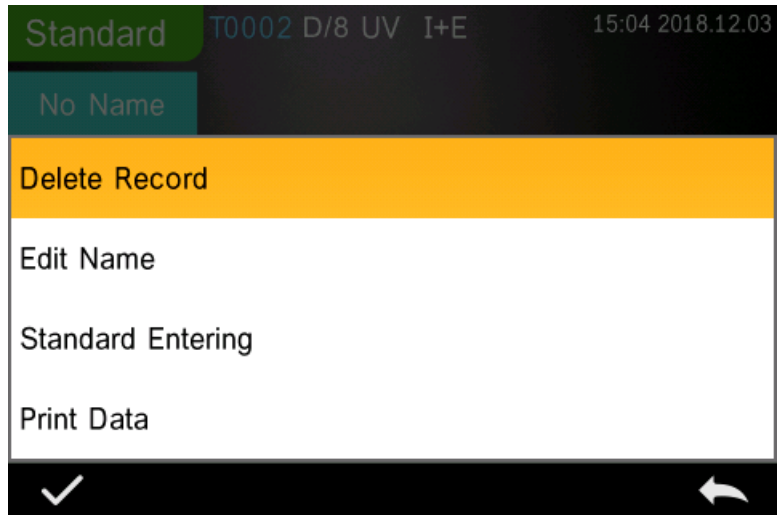 Standard T0002 D/8 UV I+E 15:04 2018.12.03
No Name
Delete Record
Edit Name
Standard Entering
Print Data